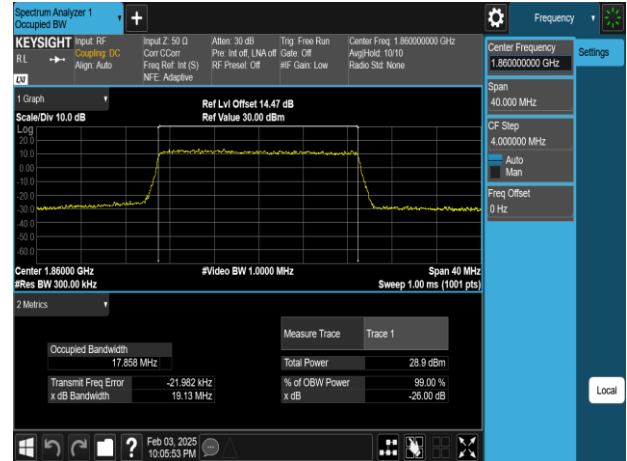 Spectrum Analyzer 1
Occupied BW
+
Frequency
KEYSIGHT
RL
LXI
Input: RF
Coupling: DC
Align: Auto
Input Z: 50 Ω
Corr CCorr
Freq Ref: Int (S)
NFE: Adaptive
Atten: 30 dB
Pre: Int off, LNA off
RF Preset Off
Trig: Free Run
Gate: Off
#IF Gain: Low
Center Freq: 1.860000000 GHz
Avg|Hold: 10/10
Radio Std: None
Center Frequency
1.860000000 GHz
Settings
Span
40.000 MHz
CF Step
4.000000 MHz
Auto
Man
Freq Offset
0 Hz
Local
1 Graph
Scale/Div 10.0 dB
Ref Lvl Offset 14.47 dB
Ref Value 30.00 dBm
Log
20.0
10.0
0.00
-10.0
-20.0
-30.0
-40.0
-50.0
-60.0
Center 1.86000 GHz
#Res BW 300.00 kHz
#Video BW 1.0000 MHz
Span 40 MHz
Sweep 1.00 ms (1001 pts)
2 Metrics
Measure Trace
Trace 1
Occupied Bandwidth
17.858 MHz
Total Power
28.9 dBm
Transmit Freq Error
-21.982 kHz
% of OBW Power
99.00 %
x dB Bandwidth
19.13 MHz
x dB
-26.00 dB
?
Feb 03, 2025
10:05:53 PM